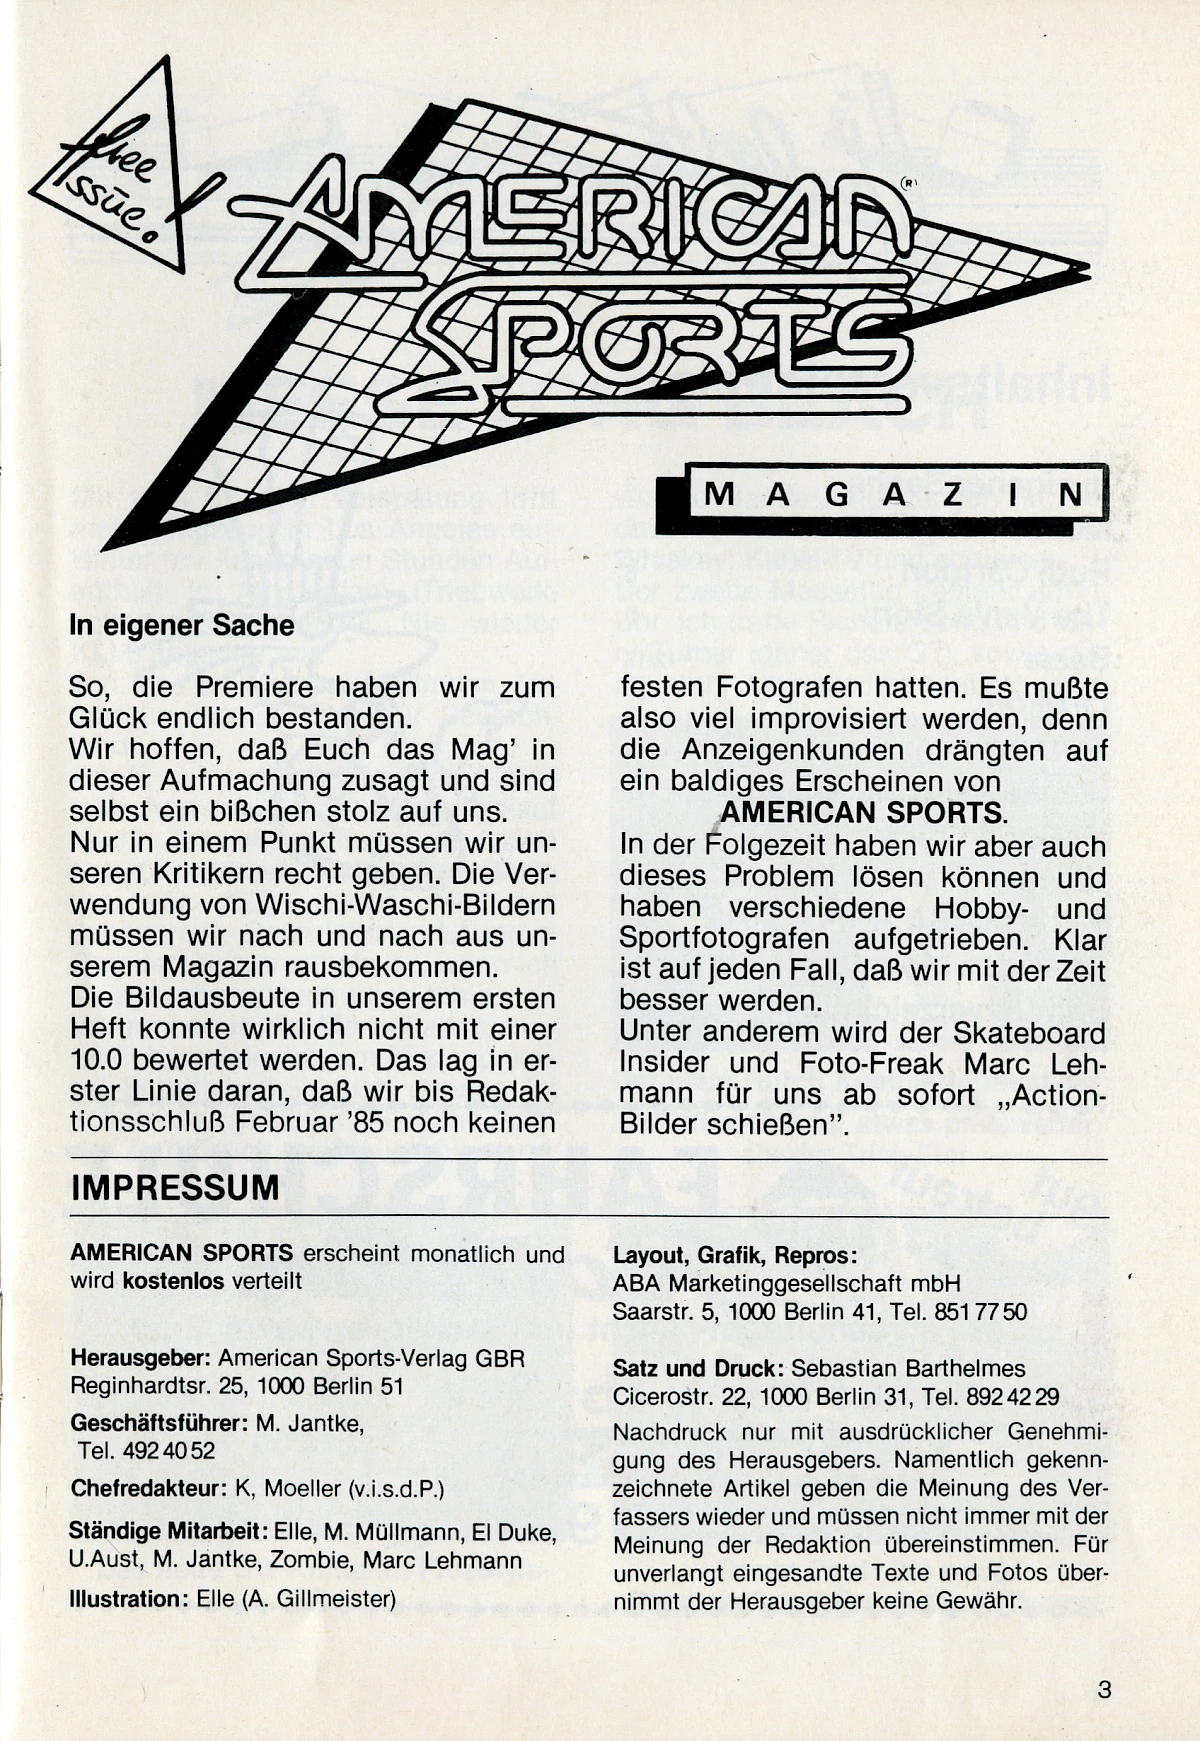 free
issue!
AMERICAN
(R)
SPORTS
MAGAZIN
In eigener Sache
So, die Premiere haben wir zum
Glück endlich bestanden.
Wir hoffen, daß Euch das Mag' in
dieser Aufmachung zusagt und sind
selbst ein bißchen stolz auf uns.
Nur in einem Punkt müssen wir un-
seren Kritikern recht geben. Die Ver-
wendung von Wischi-Waschi-Bildern
müssen wir nach und nach aus un-
serem Magazin rausbekommen.
Die Bildausbeute in unserem ersten
Heft konnte wirklich nicht mit einer
10.0 bewertet werden. Das lag in er-
ster Linie daran, daß wir bis Redak-
tionsschluß Februar '85 noch keinen
festen Fotografen hatten. Es mußte
also viel improvisiert werden, denn
die Anzeigenkunden drängten auf
ein baldiges Erscheinen von
AMERICAN SPORTS.
In der Folgezeit haben wir aber auch
dieses Problem lösen können und
haben verschiedene Hobby- und
Sportfotografen aufgetrieben. Klar
ist auf jeden Fall, daß wir mit der Zeit
besser werden.
Unter anderem wird der Skateboard
Insider und Foto-Freak Marc Leh-
mann für uns ab sofort „Action-
Bilder schießen”.
IMPRESSUM
AMERICAN SPORTS erscheint monatlich und
wird kostenlos verteilt
Herausgeber: American Sports-Verlag GBR
Reginhardtsr. 25, 1000 Berlin 51
Geschäftsführer: M. Jantke,
Tel. 492 40 52
Chefredakteur: K, Moeller (v.i.s.d.P.)
Ständige Mitarbeit: Elle, M. Müllmann, El Duke,
U.Aust, M. Jantke, Zombie, Marc Lehmann
Illustration: Elle (A. Gillmeister)
Layout, Grafik, Repros:
ABA Marketinggesellschaft mbH
Saarstr. 5, 1000 Berlin 41, Tel. 851 77 50
Satz und Druck: Sebastian Barthelmes
Cicerostr. 22, 1000 Berlin 31, Tel. 892 42 29
Nachdruck nur mit ausdrücklicher Genehmi-
gung des Herausgebers. Namentlich gekenn-
zeichnete Artikel geben die Meinung des Ver-
fassers wieder und müssen nicht immer mit der
Meinung der Redaktion übereinstimmen. Für
unverlangt eingesandte Texte und Fotos über-
nimmt der Herausgeber keine Gewähr.
3